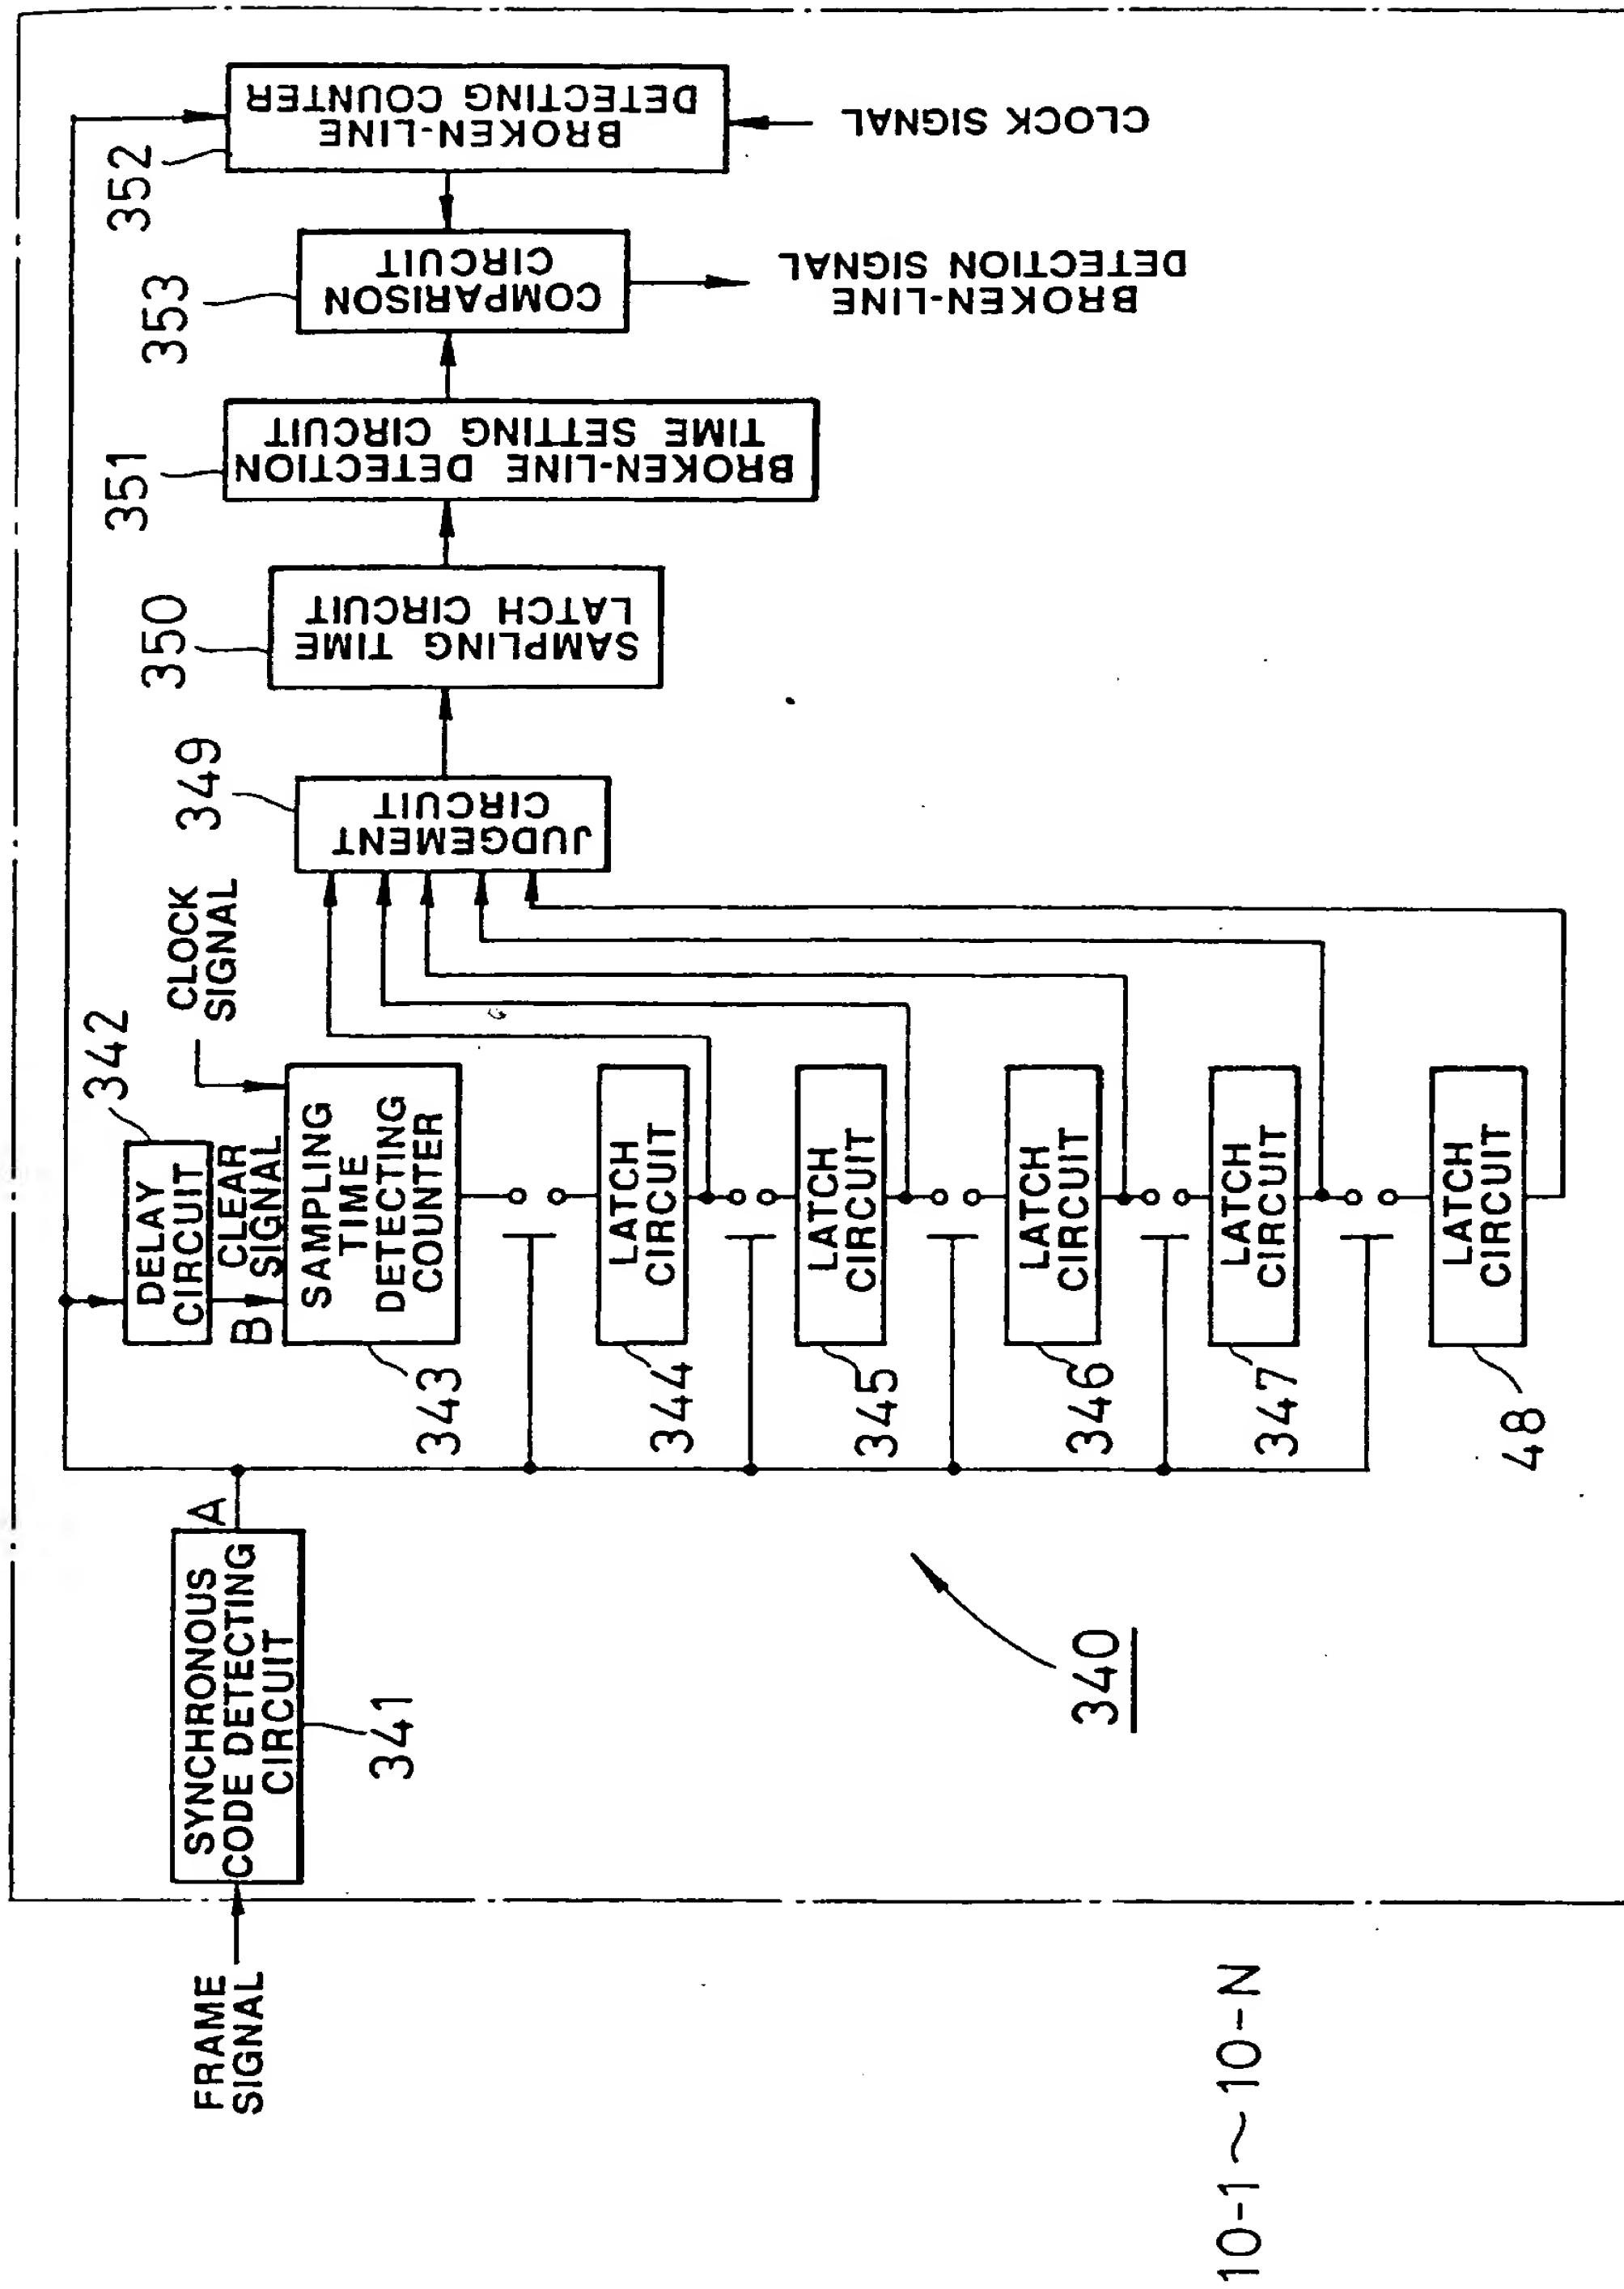 FRAME
SIGNAL
SYNCHRONOUS
CODE DETECTING
CIRCUIT
341
A
342
DELAY
CIRCUIT
B
CLEAR
SIGNAL
CLOCK
SIGNAL
SAMPLING
TIME
DETECTING
COUNTER
343
LATCH
CIRCUIT
344
LATCH
CIRCUIT
345
LATCH
CIRCUIT
346
LATCH
CIRCUIT
347
LATCH
CIRCUIT
48
349
JUDGEMENT
CIRCUIT
350
SAMPLING TIME
LATCH CIRCUIT
351
BROKEN-LINE DETECTION
TIME SETTING CIRCUIT
353
COMPARISON
CIRCUIT
BROKEN-LINE
DETECTION SIGNAL
352
BROKEN-LINE
DETECTING COUNTER
CLOCK SIGNAL
340
10-1~10-N